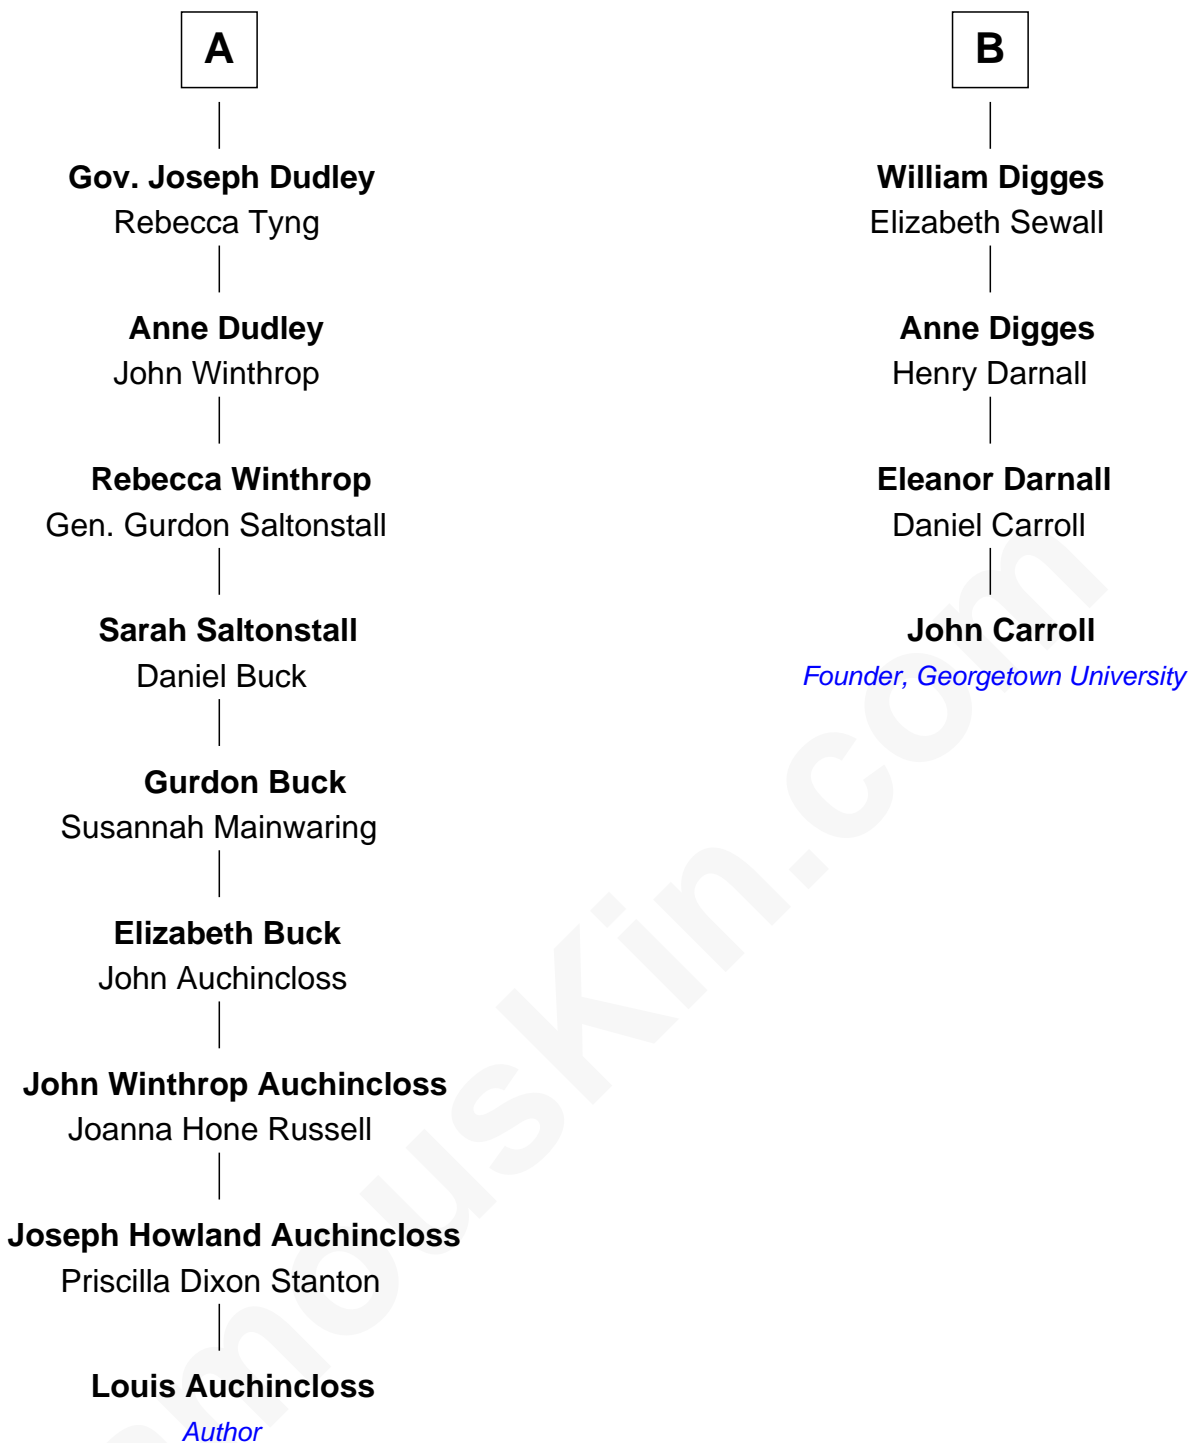 A
Gov. Joseph Dudley
Rebecca Tyng
Anne Dudley
John Winthrop
Rebecca Winthrop
Gen. Gurdon Saltonstall
Sarah Saltonstall
Daniel Buck
Gurdon Buck
Susannah Mainwaring
Elizabeth Buck
John Auchincloss
John Winthrop Auchincloss
Joanna Hone Russell
Joseph Howland Auchincloss
Priscilla Dixon Stanton
Louis Auchincloss
Author
B
William Digges
Elizabeth Sewall
Anne Digges
Henry Darnall
Eleanor Darnall
Daniel Carroll
John Carroll
Founder, Georgetown University
amousKin.com